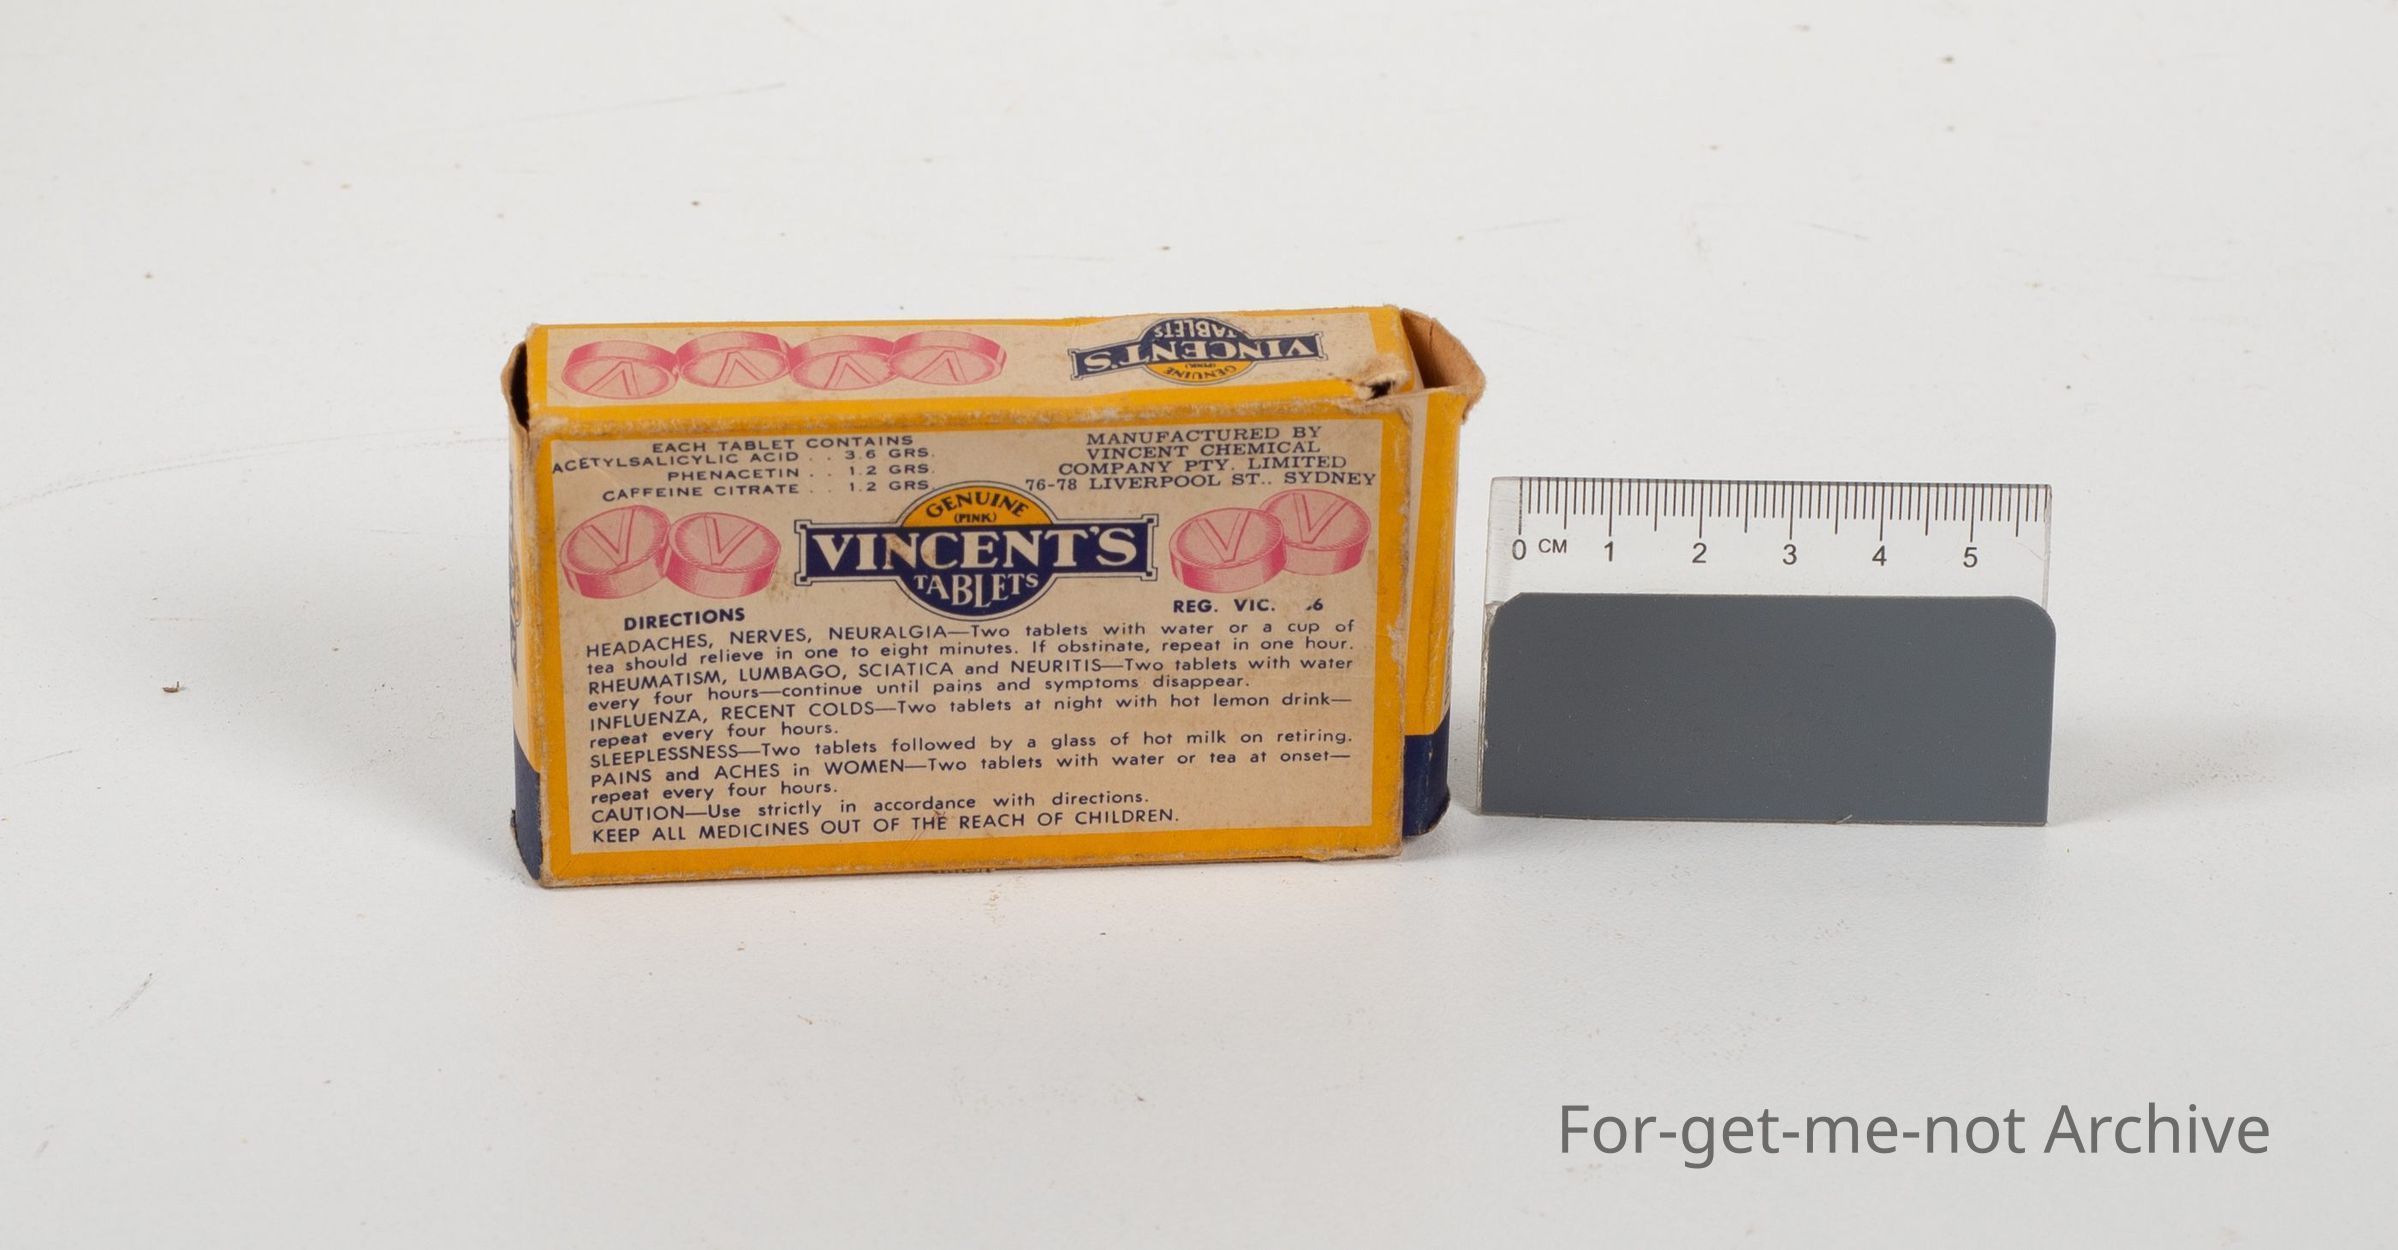 VINCENT'S
TABLETS
GENUINE
(PINK)
EACH TABLET CONTAINS
ACETYLSALICYLIC ACID . . 3.6 GRS.
PHENACETIN . . 1.2 GRS.
CAFFEINE CITRATE . . 1.2 GRS.
MANUFACTURED BY
VINCENT CHEMICAL
COMPANY PTY. LIMITED
76-78 LIVERPOOL ST.. SYDNEY
GENUINE
(PINK)
VINCENT'S
TABLETS
REG. VIC.
DIRECTIONS
HEADACHES, NERVES, NEURALGIA—Two tablets with water or a cup of
tea should relieve in one to eight minutes. If obstinate, repeat in one hour.
RHEUMATISM, LUMBAGO, SCIATICA and NEURITIS—Two tablets with water
every four hours—continue until pains and symptoms disappear.
INFLUENZA, RECENT COLDS—Two tablets at night with hot lemon drink—
repeat every four hours.
SLEEPLESSNESS—Two tablets followed by a glass of hot milk on retiring.
PAINS and ACHES in WOMEN—Two tablets with water or tea at onset—
repeat every four hours.
CAUTION—Use strictly in accordance with directions.
KEEP ALL MEDICINES OUT OF THE REACH OF CHILDREN.
0 CM 1 2 3 4 5
For-get-me-not Archive